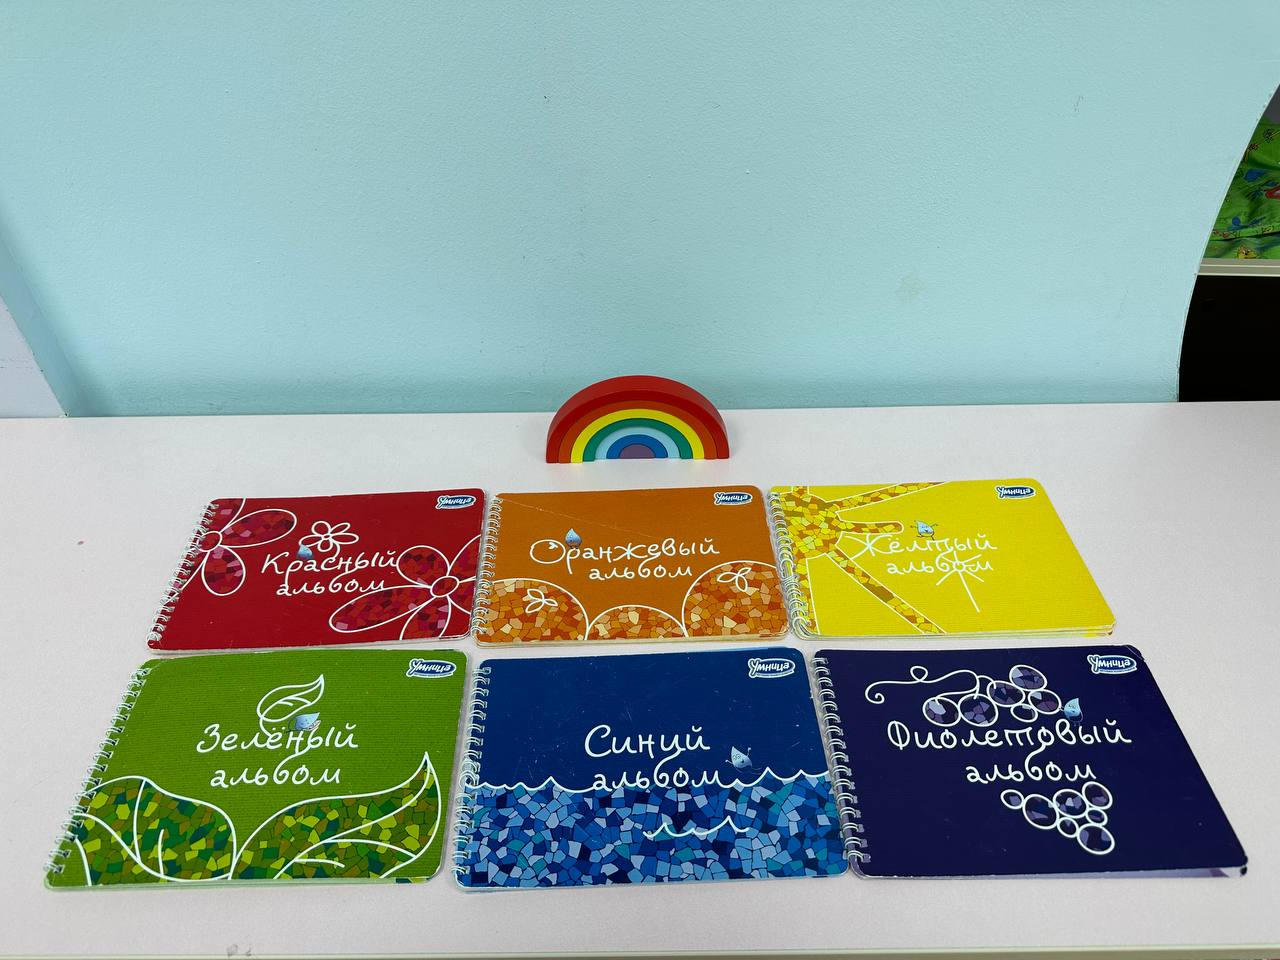 Умница
Красный
альбом
Умница
Оранжевый
альбом
Умница
Жёлтый
альбом
Умница
Зелёный
альбом
Умница
Синий
альбом
Умница
Фиолетовый
альбом